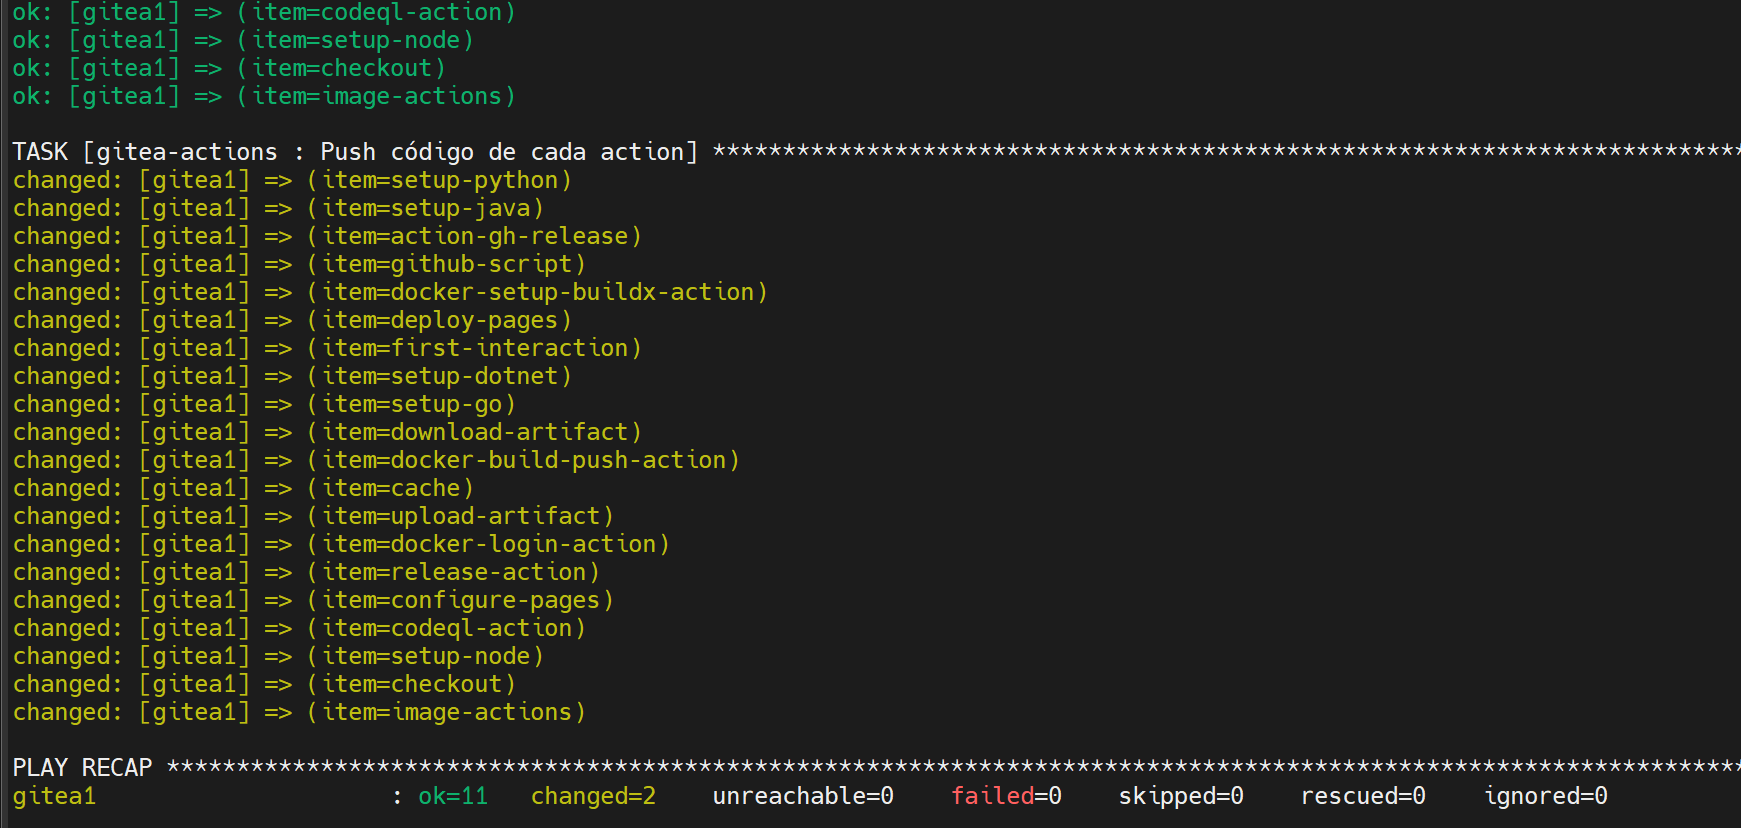 ok: [gitea1] => (item=codeql-action)
ok: [gitea1] => (item=setup-node)
ok: [gitea1] => (item=checkout)
ok: [gitea1] => (item=image-actions)
TASK [gitea-actions : Push código de cada action] **************************************************************************
changed: [gitea1] => (item=setup-python)
changed: [gitea1] => (item=setup-java)
changed: [gitea1] => (item=action-gh-release)
changed: [gitea1] => (item=github-script)
changed: [gitea1] => (item=docker-setup-buildx-action)
changed: [gitea1] => (item=deploy-pages)
changed: [gitea1] => (item=first-interaction)
changed: [gitea1] => (item=setup-dotnet)
changed: [gitea1] => (item=setup-go)
changed: [gitea1] => (item=download-artifact)
changed: [gitea1] => (item=docker-build-push-action)
changed: [gitea1] => (item=cache)
changed: [gitea1] => (item=upload-artifact)
changed: [gitea1] => (item=docker-login-action)
changed: [gitea1] => (item=release-action)
changed: [gitea1] => (item=configure-pages)
changed: [gitea1] => (item=codeql-action)
changed: [gitea1] => (item=setup-node)
changed: [gitea1] => (item=checkout)
changed: [gitea1] => (item=image-actions)
PLAY RECAP *****************************************************************************************************************
gitea1 : ok=11 changed=2 unreachable=0 failed=0 skipped=0 rescued=0 ignored=0